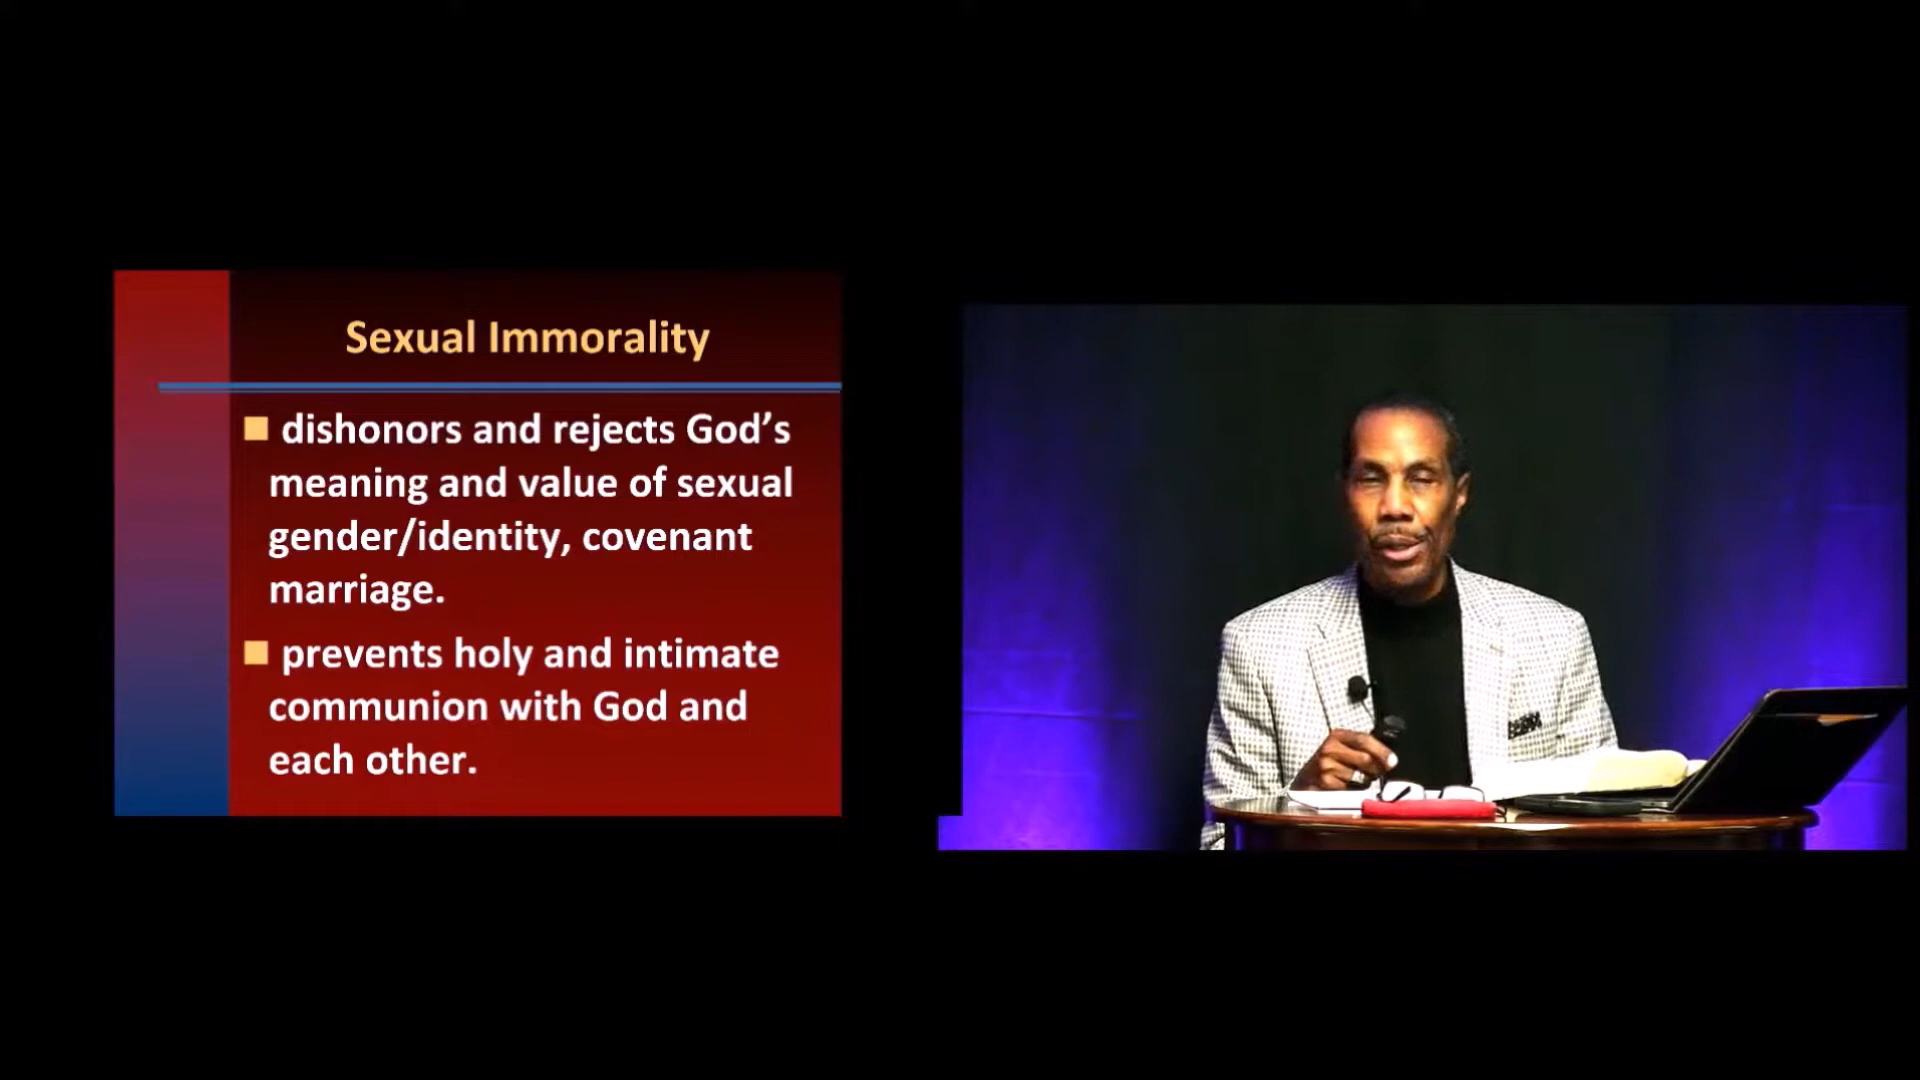 Sexual Immorality
dishonors and rejects God's
meaning and value of sexual
gender/identity, covenant
marriage.
prevents holy and intimate
communion with God and
each other.